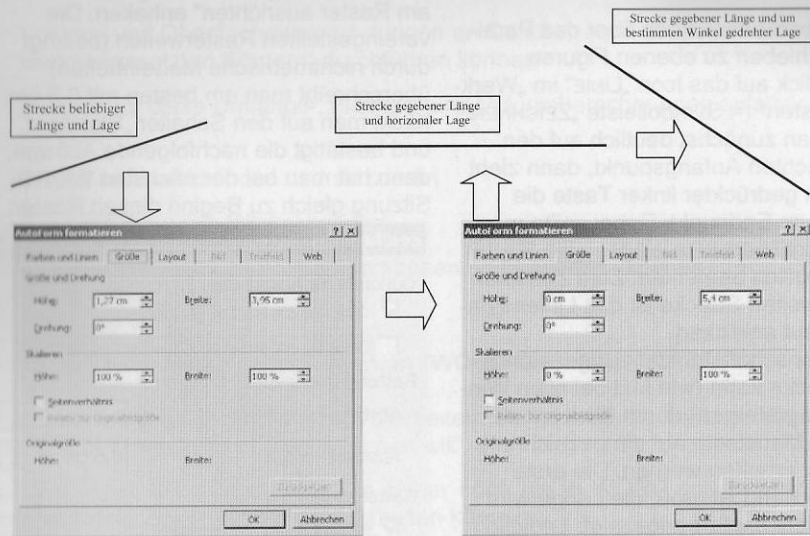 Strecke beliebiger
Länge und Lage
Strecke gegebener Länge
und horizonaler Lage
Strecke gegebener Länge und um
bestimmten Winkel gedrehter Lage
AutoForm formatieren
Farben und Linien Größe Layout Bild Textfeld Web
Größe und Drehung
Höhe: 1,27 cm Breite: 3,95 cm
Drehung: 0°
Skalieren
Höhe: 100 % Breite: 100 %
Seitenverhältnis
Relativ zur Originalbildgröße
Originalgröße
Höhe: Breite:
Zurücksetzen
OK Abbrechen
AutoForm formatieren
Farben und Linien Größe Layout Bild Textfeld Web
Größe und Drehung
Höhe: 0 cm Breite: 5,4 cm
Drehung: 0°
Skalieren
Höhe: 0 % Breite: 100 %
Seitenverhältnis
Relativ zur Originalbildgröße
Originalgröße
Höhe: Breite:
Zurücksetzen
OK Abbrechen